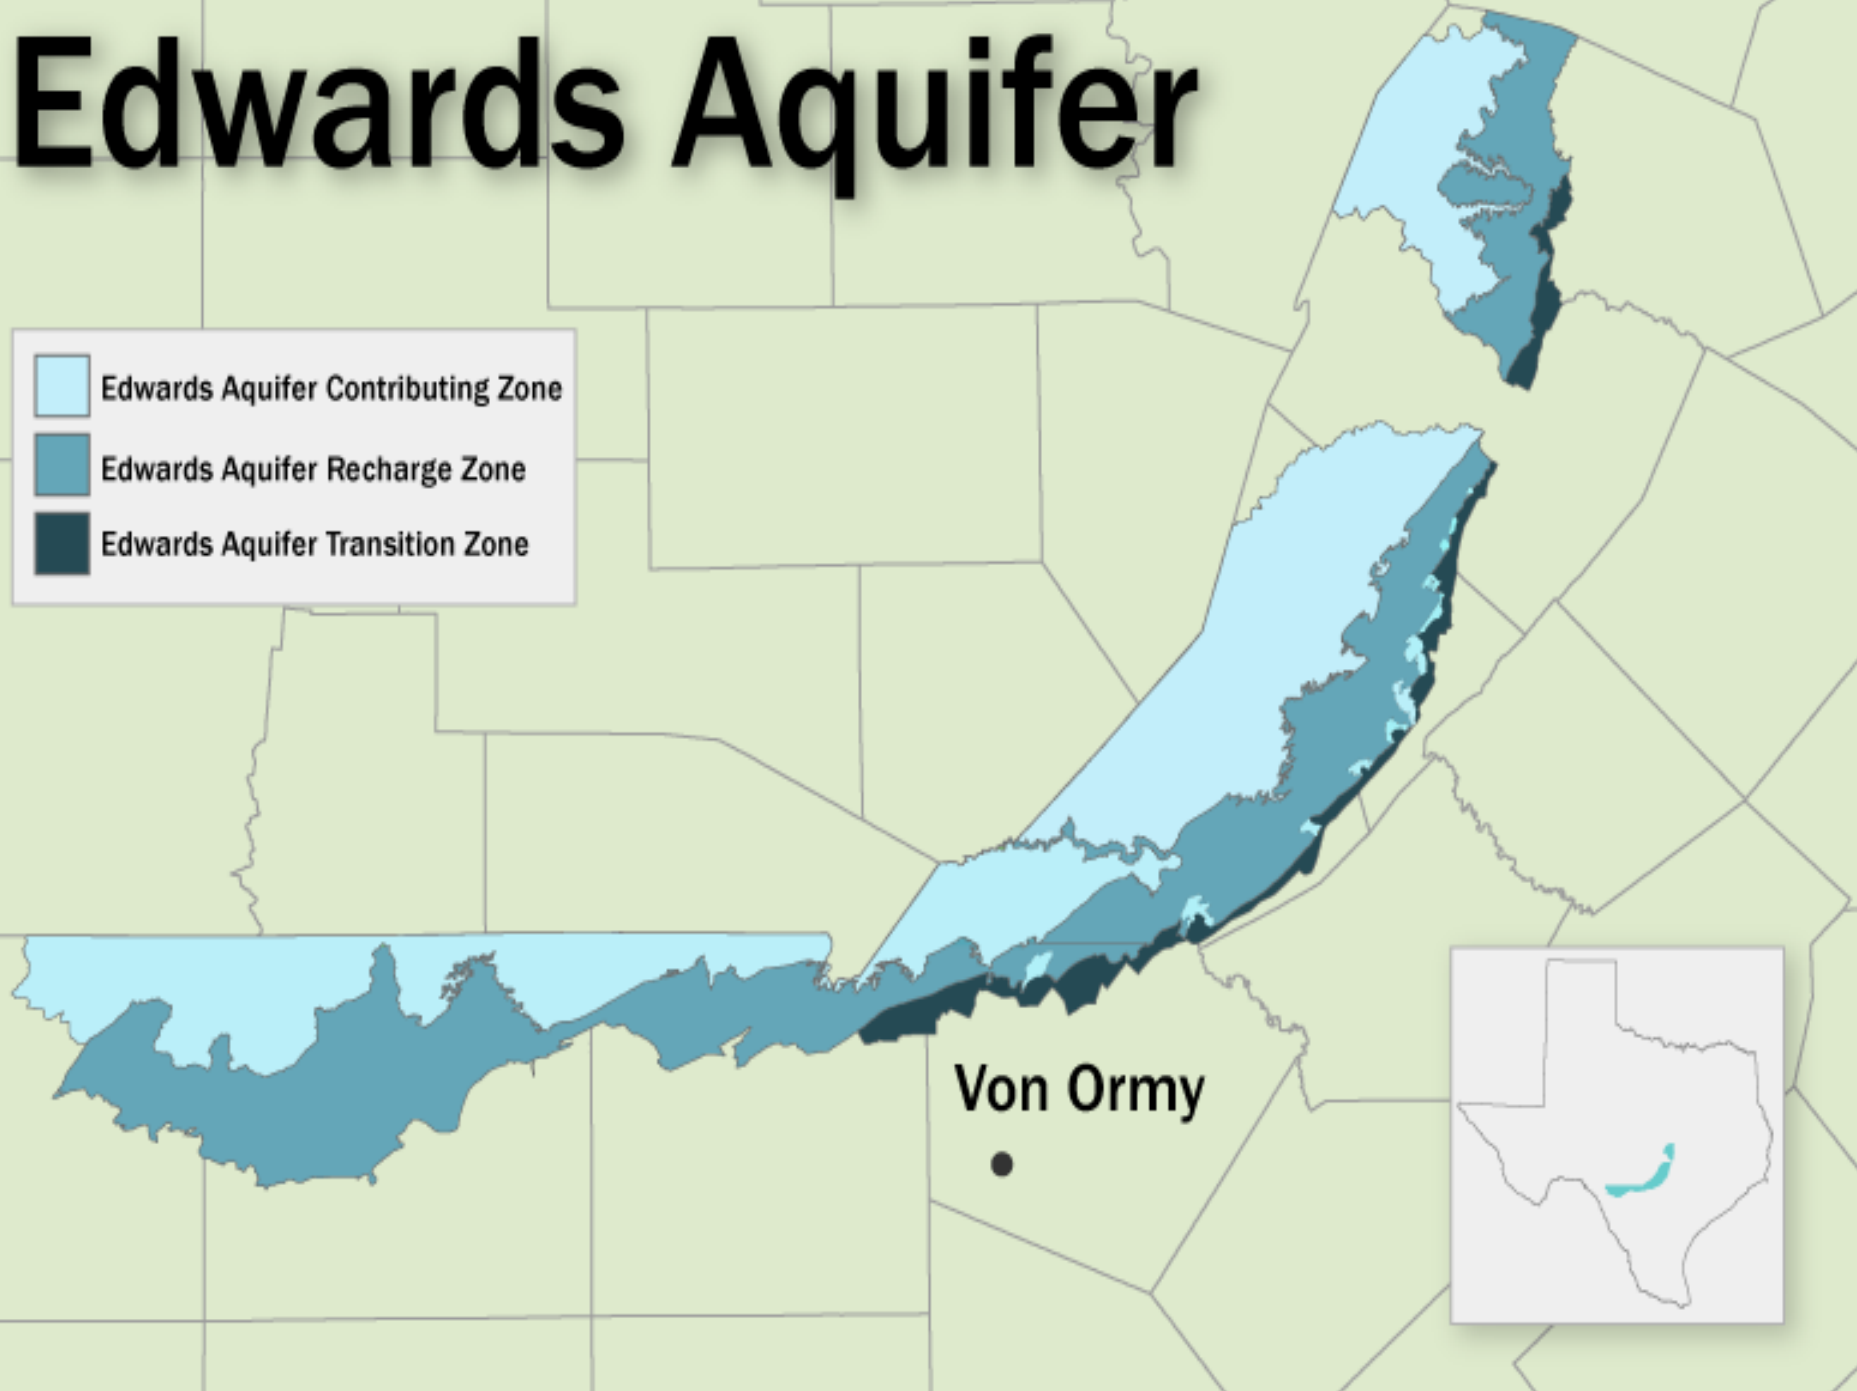 Edwards Aquifer
Edwards Aquifer Contributing Zone
Edwards Aquifer Recharge Zone
Edwards Aquifer Transition Zone
Von Ormy